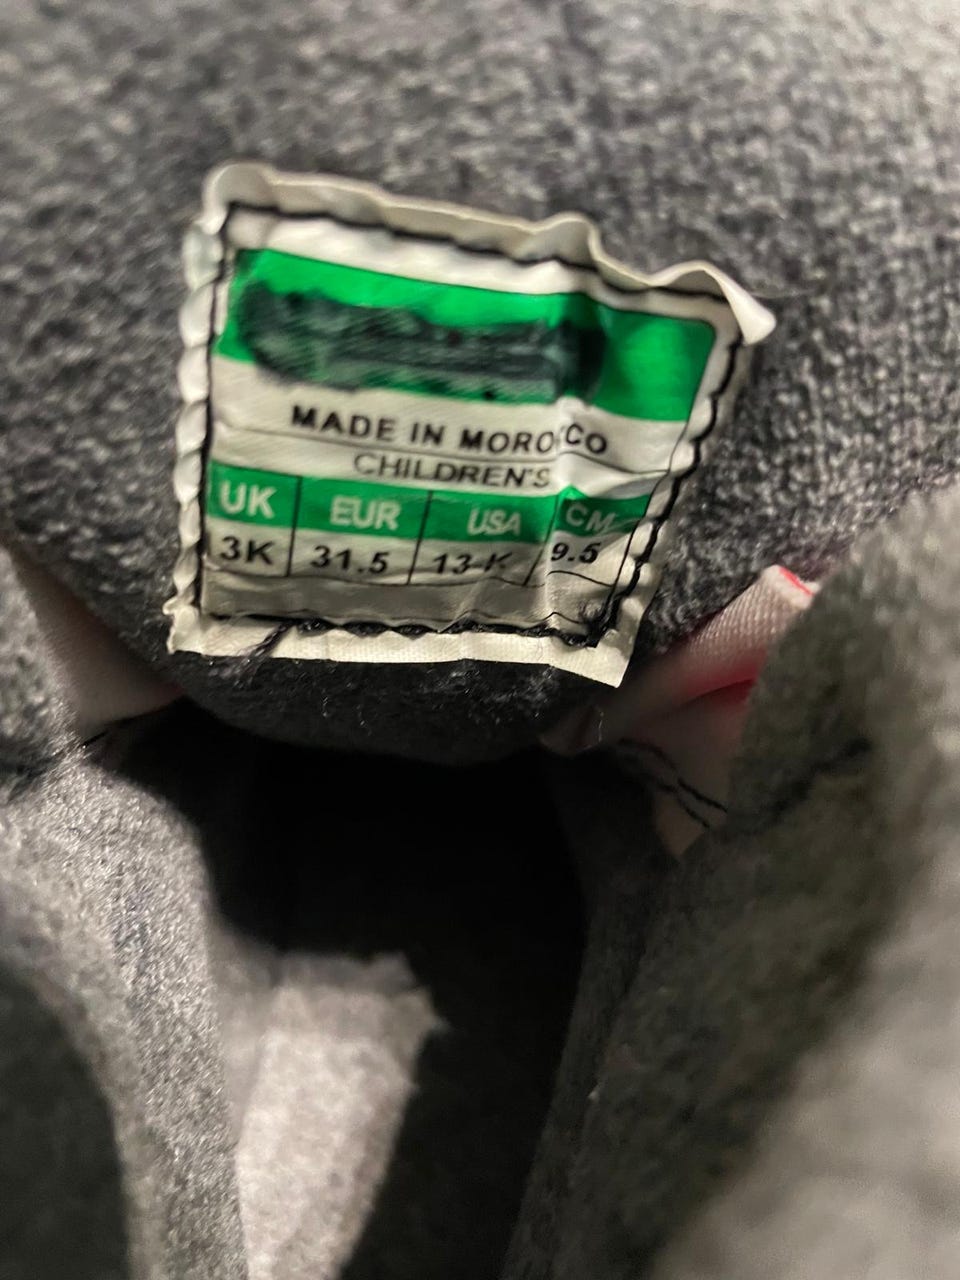 MADE IN MOROCCO
CHILDREN'S
UK EUR USA CM
3K 31.5 13-K 9.5